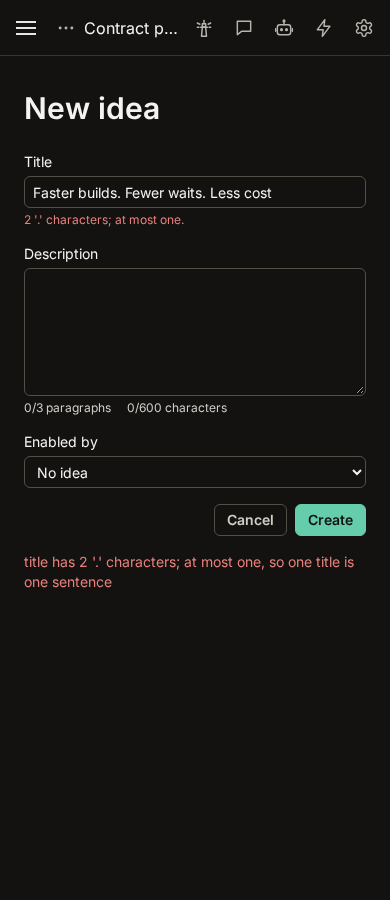 Contract p...
New idea
Title
Faster builds. Fewer waits. Less cost
2 '.' characters; at most one.
Description
0/3 paragraphs 0/600 characters
Enabled by
No idea
Cancel Create
title has 2 '.' characters; at most one, so one title is
one sentence